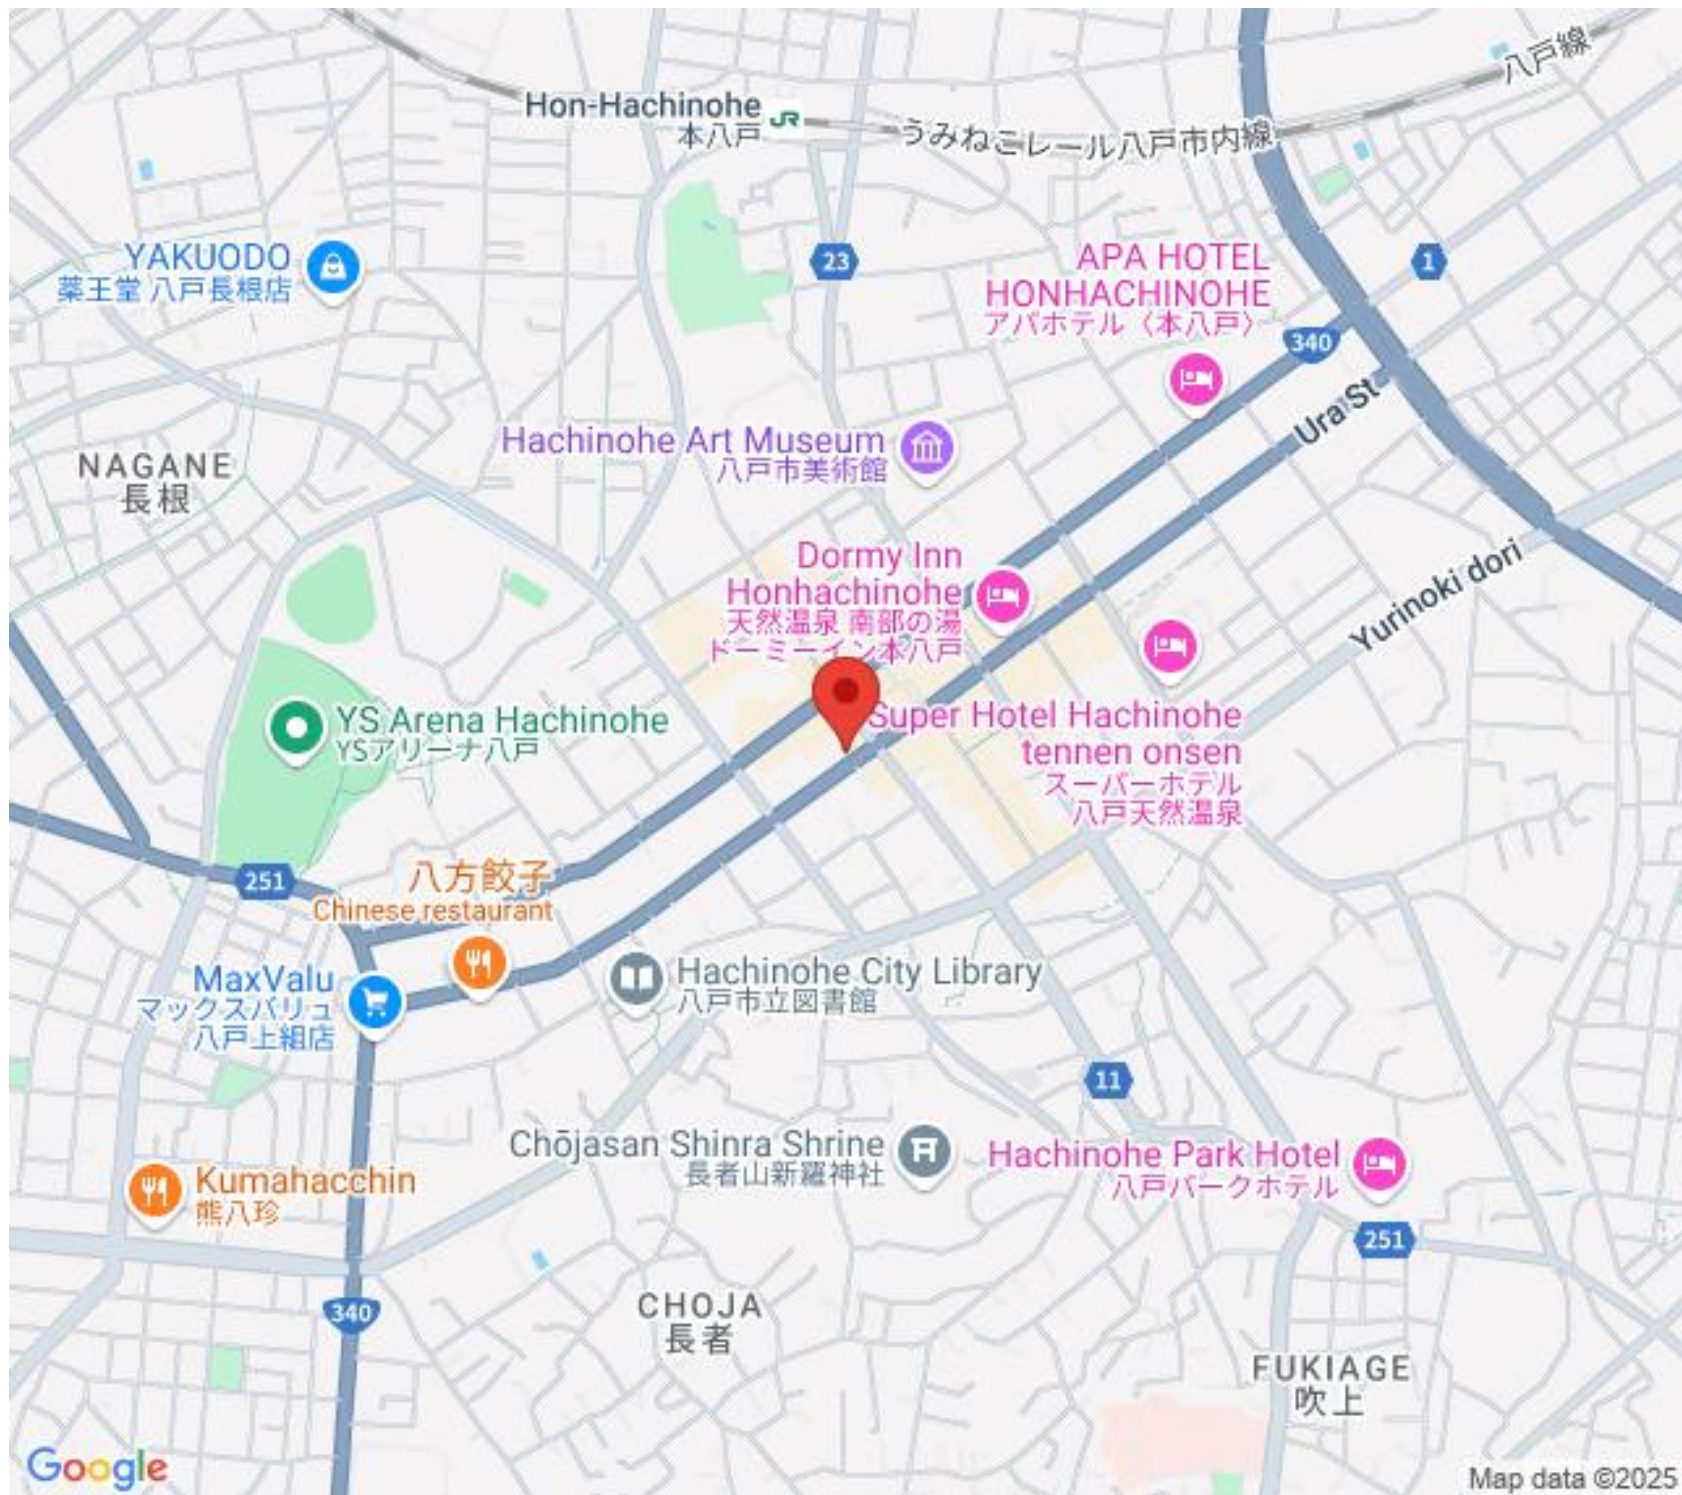 八戸線
Hon-Hachinohe
本八戸
JR
うみねこレール八戸市内線
YAKUODO
薬王堂 八戸長根店
23
APA HOTEL
HONHACHINOHE
アパホテル〈本八戸〉
1
340
Ura St
Hachinohe Art Museum
八戸市美術館
NAGANE
長根
Dormy Inn
Honhachinohe
天然温泉 南部の湯
ドーミーイン本八戸
Yurinoki dori
YS Arena Hachinohe
YSアリーナ八戸
Super Hotel Hachinohe
tennen onsen
スーパーホテル
八戸天然温泉
251
八方餃子
Chinese restaurant
MaxValu
マックスバリュ
八戸上組店
Hachinohe City Library
八戸市立図書館
11
Chōjasan Shinra Shrine
長者山新羅神社
Hachinohe Park Hotel
八戸パークホテル
Kumahacchin
熊八珍
251
340
CHOJA
長者
FUKIAGE
吹上
Google
Map data ©2025